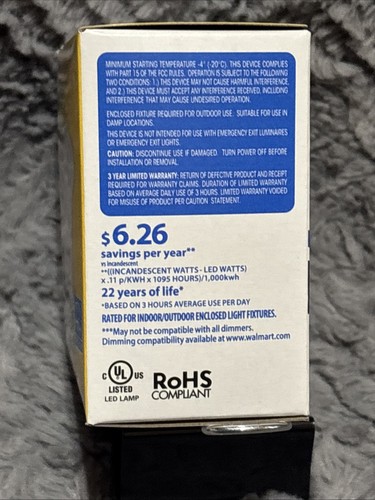 MINIMUM STARTING TEMPERATURE -4° (-20°C). THIS DEVICE COMPLIES
WITH PART 15 OF THE FCC RULES. OPERATION IS SUBJECT TO THE FOLLOWING
TWO CONDITIONS: 1.) THIS DEVICE MAY NOT CAUSE HARMFUL INTERFERENCE,
AND 2.) THIS DEVICE MUST ACCEPT ANY INTERFERENCE RECEIVED, INCLUDING
INTERFERENCE THAT MAY CAUSE UNDESIRED OPERATION.
ENCLOSED FIXTURE REQUIRED FOR OUTDOOR USE. SUITABLE FOR USE IN
DAMP LOCATIONS.
THIS DEVICE IS NOT INTENDED FOR USE WITH EMERGENCY EXIT LUMINAIRES
OR EMERGENCY EXIT LIGHTS.
CAUTION: DISCONTINUE USE IF DAMAGED. TURN POWER OFF BEFORE
INSTALLATION OR REMOVAL.
3 YEAR LIMITED WARRANTY: RETURN OF DEFECTIVE PRODUCT AND RECEIPT
REQUIRED FOR WARRANTY CLAIMS. DURATION OF LIMITED WARRANTY
BASED ON AVERAGE DAILY USE OF 3 HOURS. LIMITED WARRANTY VOIDED
FOR MISUSE OF PRODUCT PER CAUTION STATEMENT.
$6.26
savings per year**
vs incandescent
**((INCANDESCENT WATTS - LED WATTS)
x .11 p/KWH x 1095 HOURS)/1,000kwh
22 years of life*
*BASED ON 3 HOURS AVERAGE USE PER DAY
RATED FOR INDOOR/OUTDOOR ENCLOSED LIGHT FIXTURES.
***May not be compatible with all dimmers.
Dimming compatibility available at www.walmart.com
C UL US
LISTED
LED LAMP
RoHS
COMPLIANT